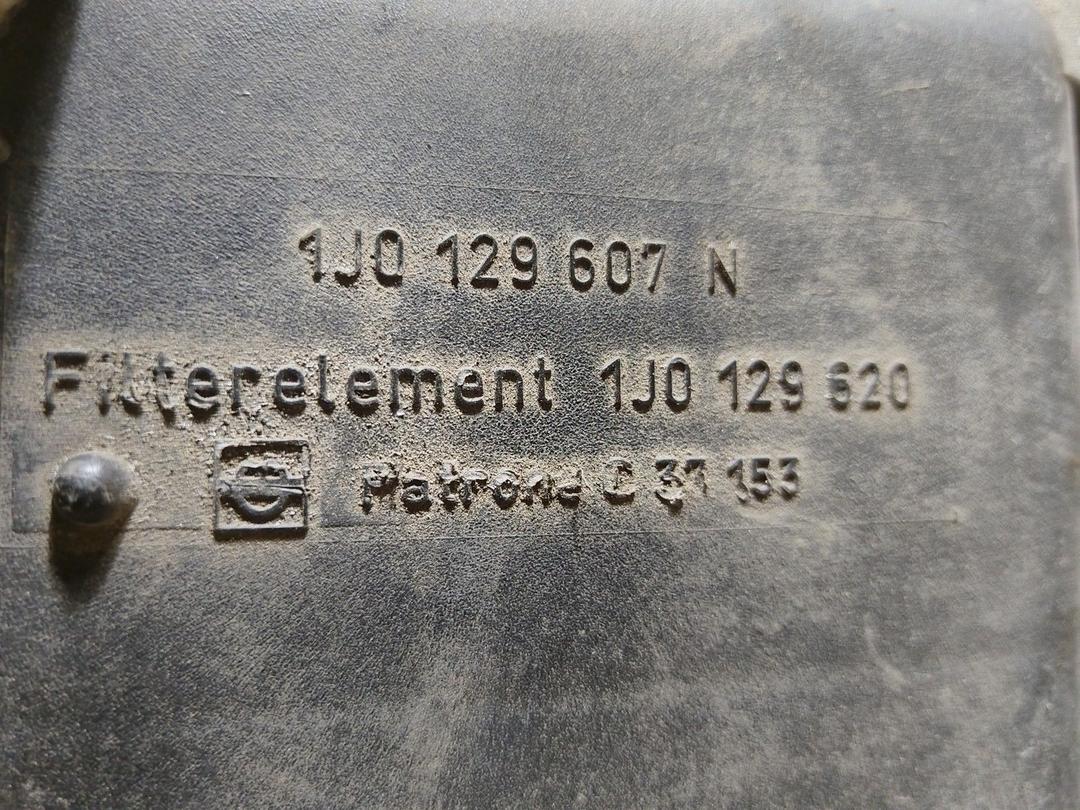 1J0 129 607 N
Filterelement 1J0 129 620
Patrone C 37 153